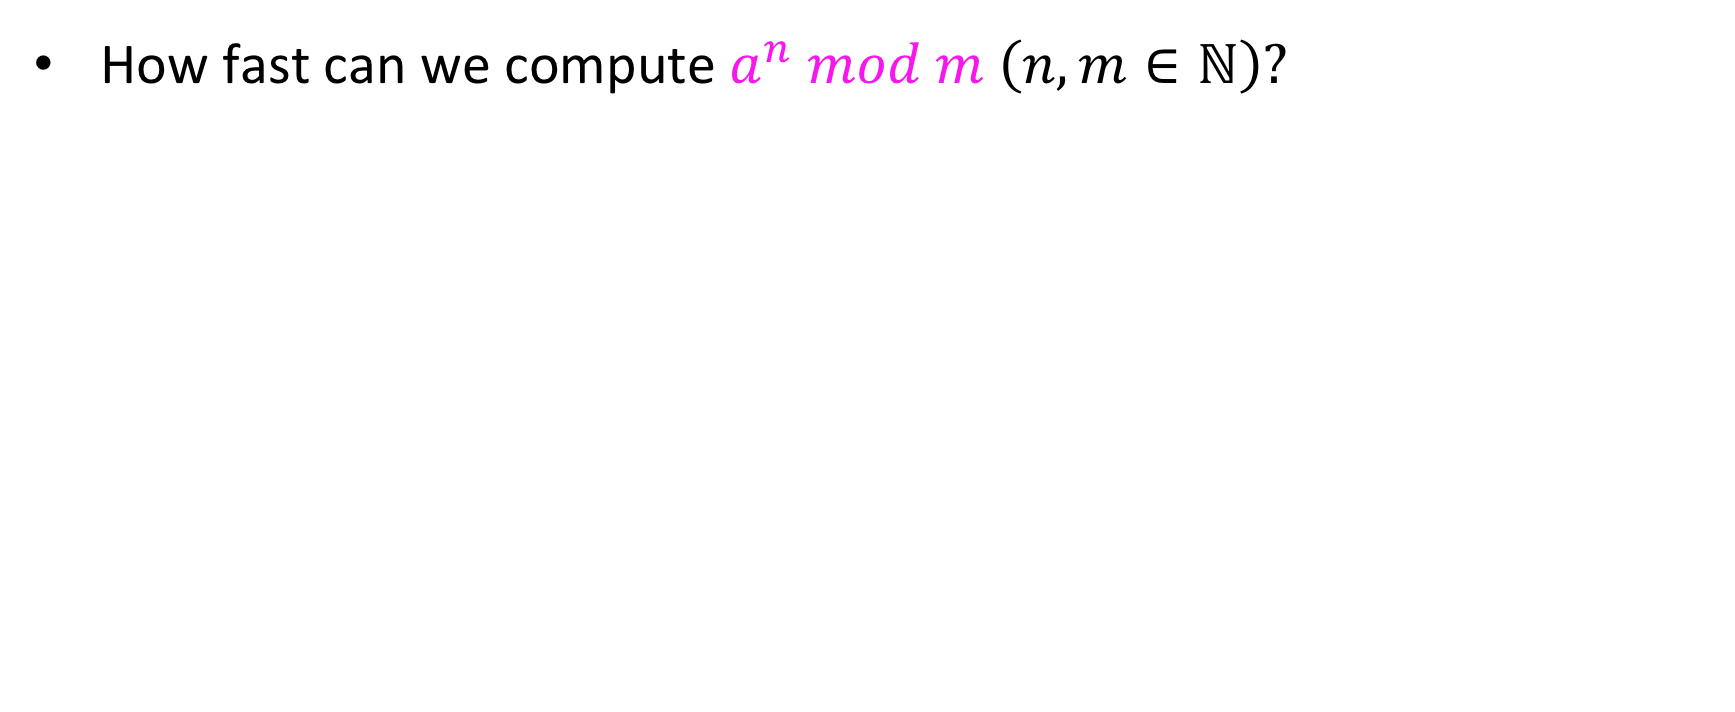 • How fast can we compute 𝑎ⁿ 𝑚𝑜𝑑 𝑚 (𝑛, 𝑚 ∈ ℕ)?